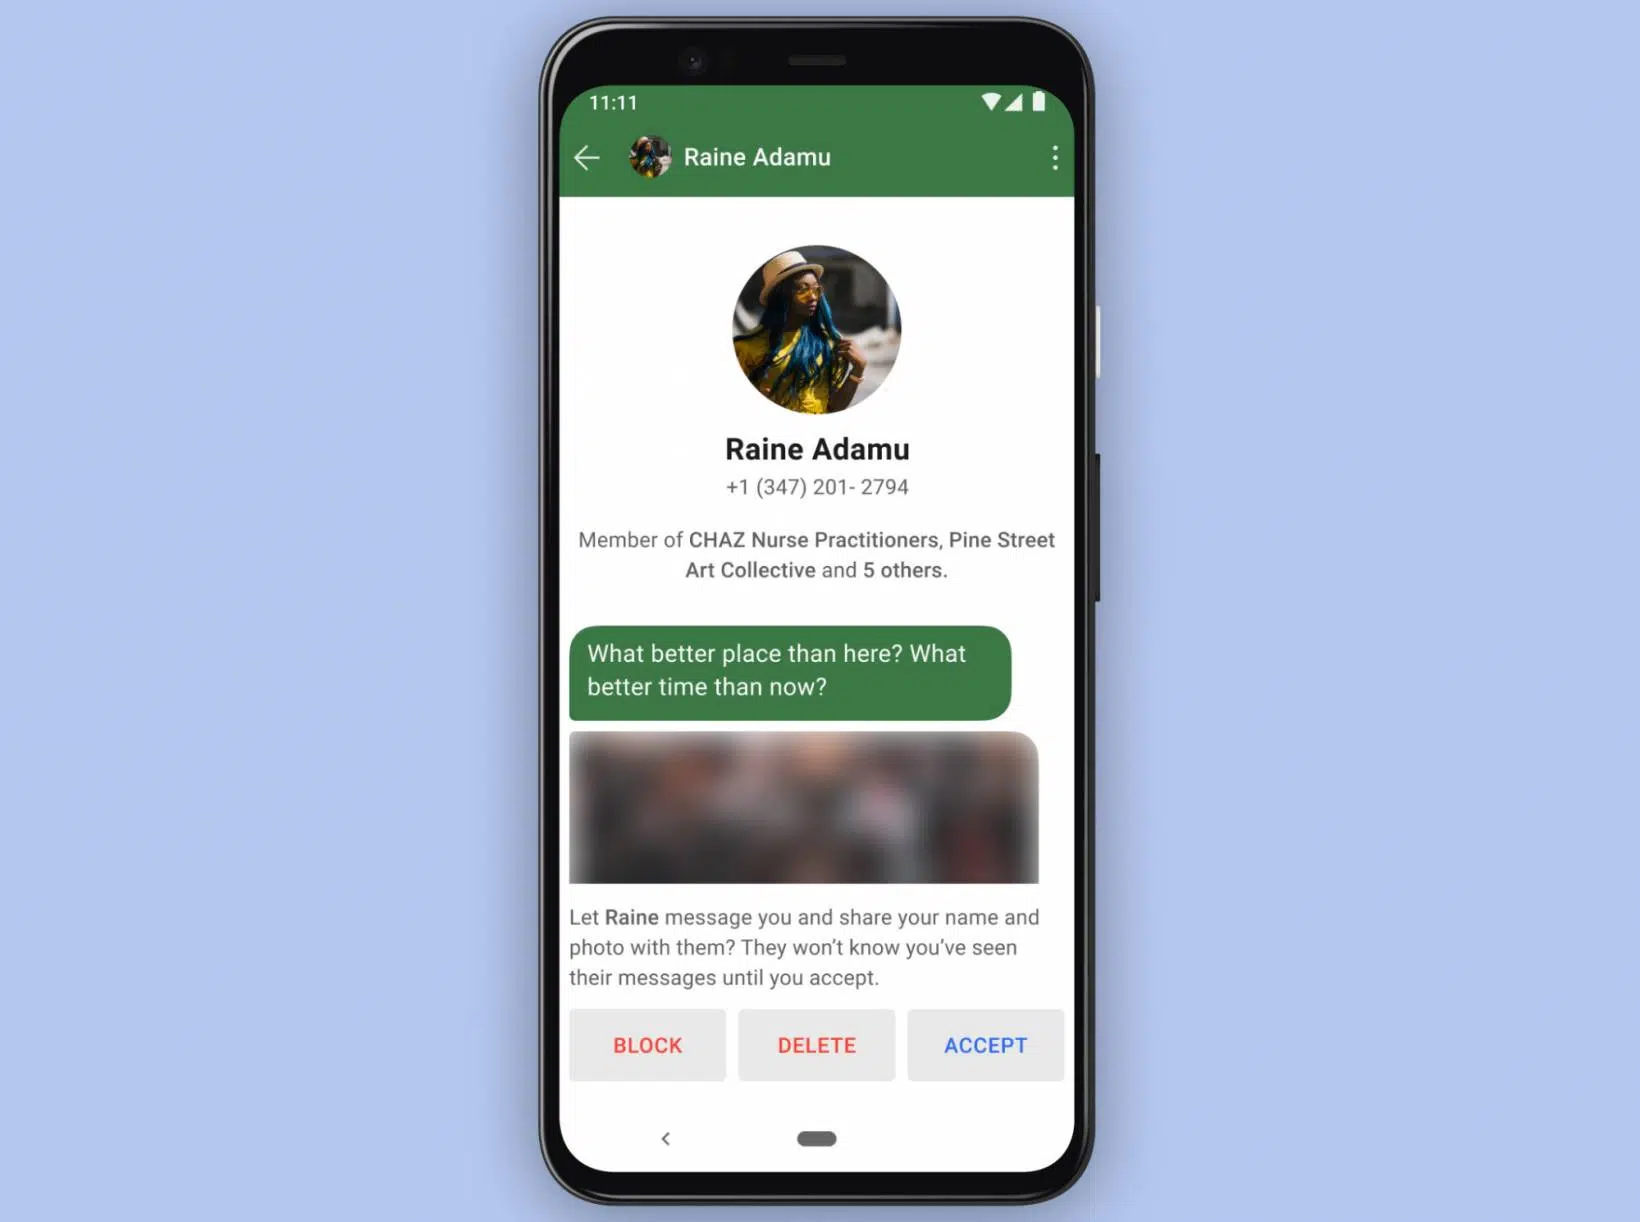 11:11
Raine Adamu
Raine Adamu
+1 (347) 201- 2794
Member of CHAZ Nurse Practitioners, Pine Street
Art Collective and 5 others.
What better place than here? What
better time than now?
Let Raine message you and share your name and
photo with them? They won’t know you’ve seen
their messages until you accept.
BLOCK DELETE ACCEPT